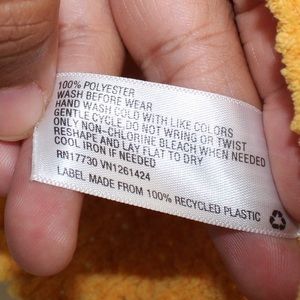 100% POLYESTER
WASH BEFORE WEAR
HAND WASH COLD WITH LIKE COLORS
GENTLE CYCLE DO NOT WRING OR TWIST
ONLY NON-CHLORINE BLEACH WHEN NEEDED
RESHAPE AND LAY FLAT TO DRY
COOL IRON IF NEEDED
RN17730 VN1261424
LABEL MADE FROM 100% RECYCLED PLASTIC